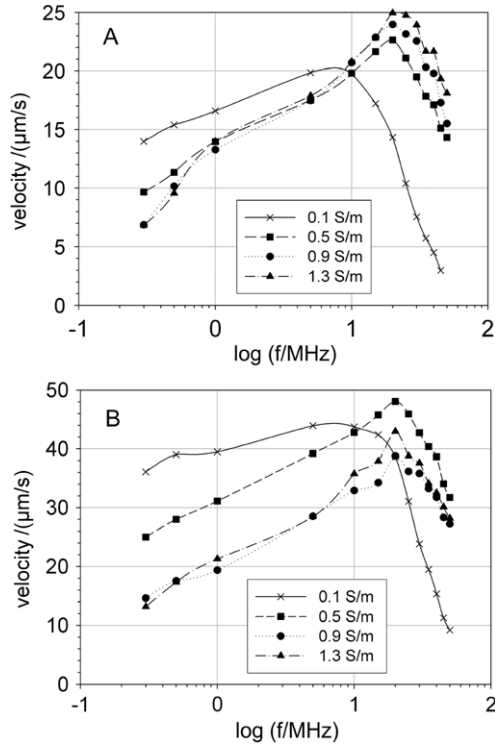 A
25
20
15
10
5
0
velocity /(μm/s)
0.1 S/m
0.5 S/m
0.9 S/m
1.3 S/m
-1
0
1
2
log (f/MHz)
B
50
40
30
20
10
0
velocity/(μm/s)
0.1 S/m
0.5 S/m
0.9 S/m
1.3 S/m
-1
0
1
2
log (f/MHz)